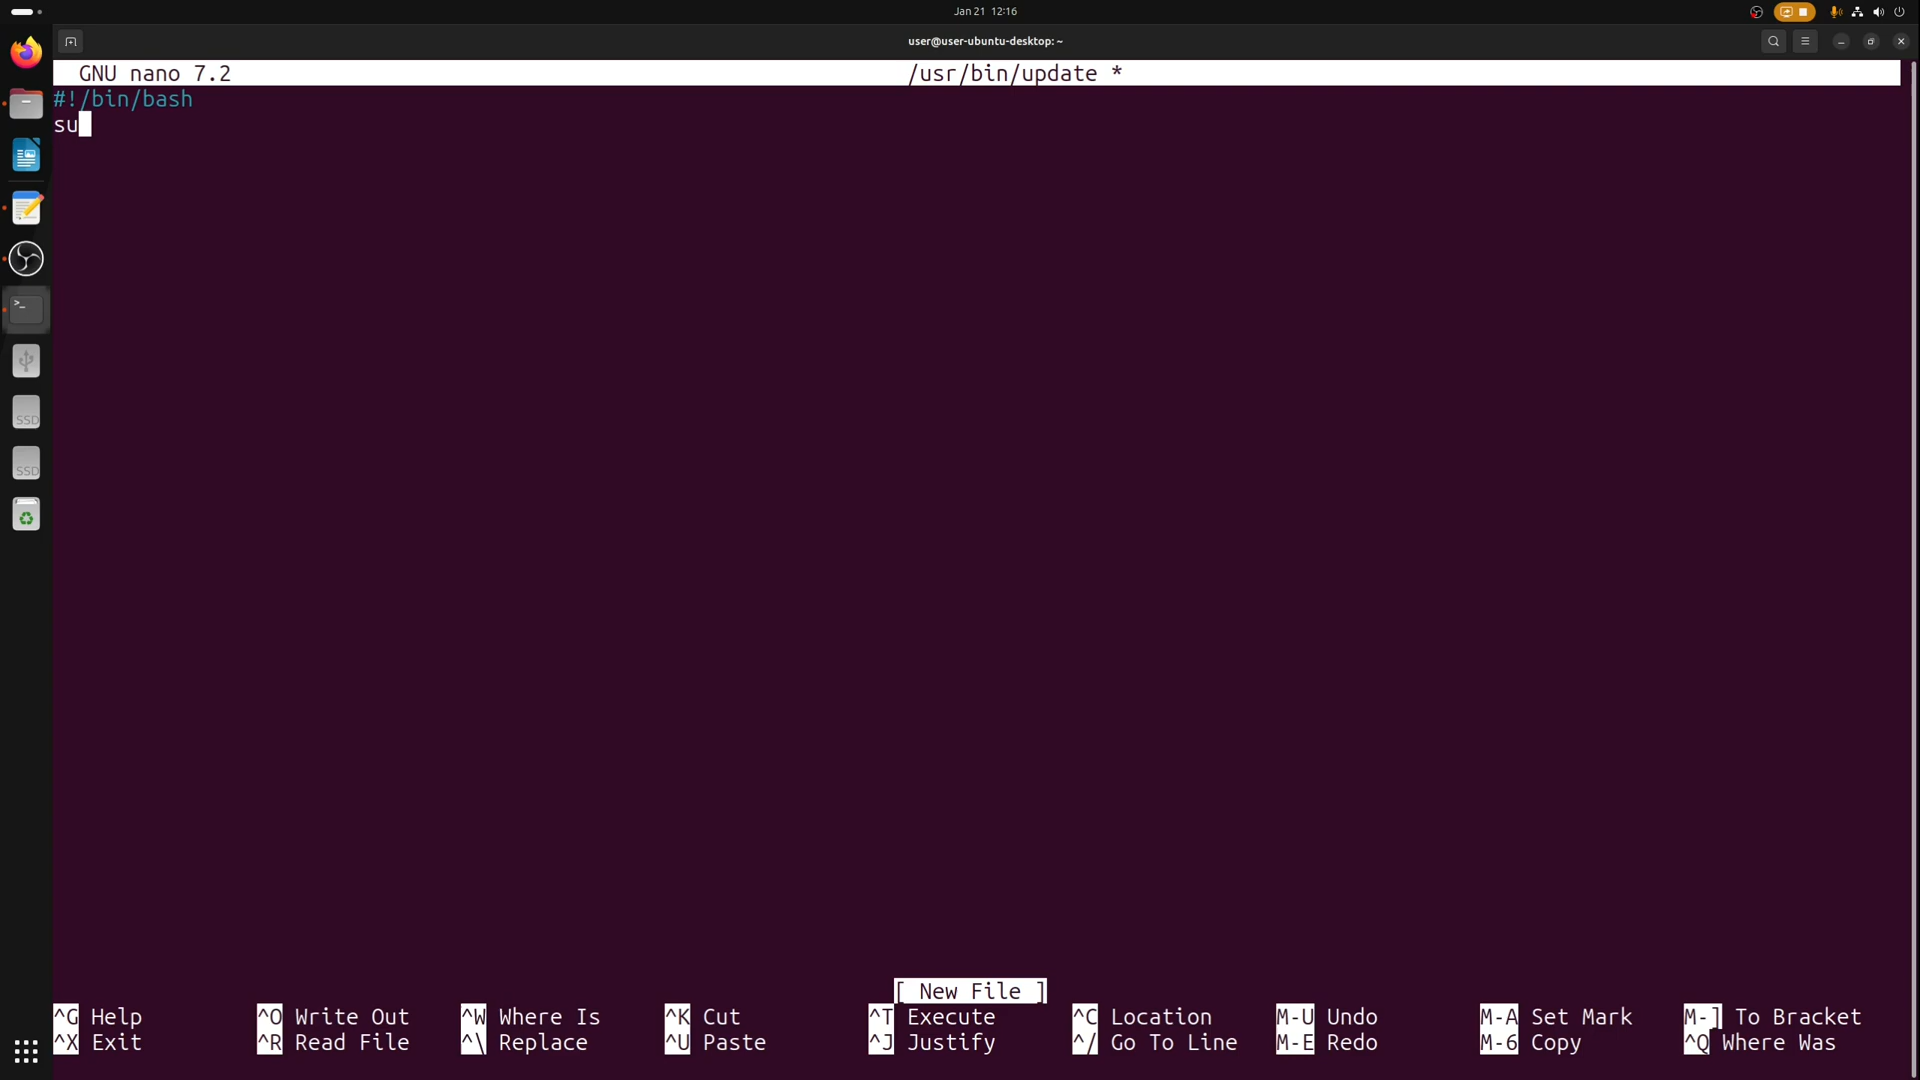 Jan 21 12:16
user@user-ubuntu-desktop: ~
GNU nano 7.2 /usr/bin/update *
#!/bin/bash
su
>_
SSD
SSD
[ New File ]
^G Help ^O Write Out ^W Where Is ^K Cut ^T Execute ^C Location M-U Undo M-A Set Mark M-] To Bracket
^X Exit ^R Read File ^\ Replace ^U Paste ^J Justify ^/ Go To Line M-E Redo M-6 Copy ^Q Where Was